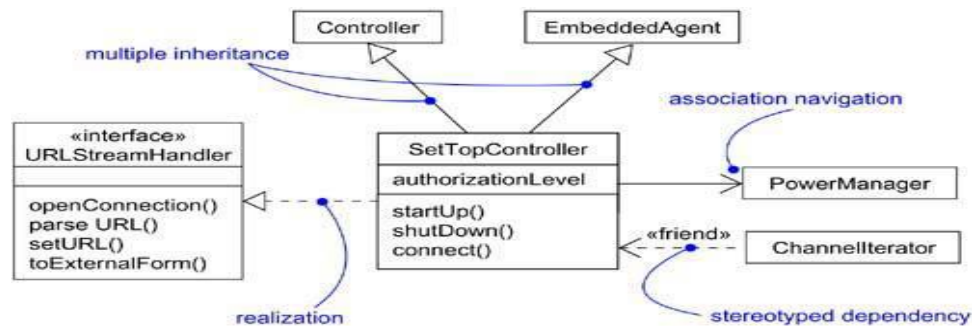 Controller
EmbeddedAgent
multiple inheritance
association navigation
«interface»
URLStreamHandler
openConnection()
parse URL()
setURL()
toExternalForm()
SetTopController
authorizationLevel
startUp()
shutDown()
connect()
PowerManager
«friend»
ChannelIterator
realization
stereotyped dependency